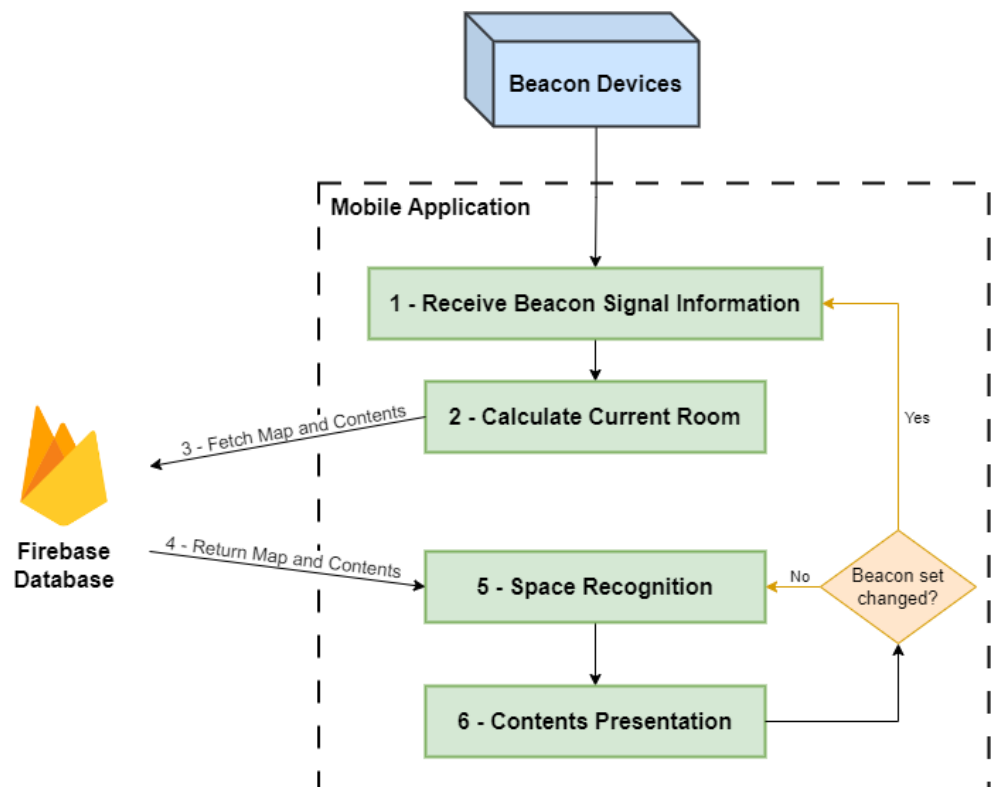 Beacon Devices
Mobile Application
1 - Receive Beacon Signal Information
2 - Calculate Current Room
3 - Fetch Map and Contents
Yes
Firebase
Database
4 - Return Map and Contents
5 - Space Recognition
No
Beacon set
changed?
6 - Contents Presentation